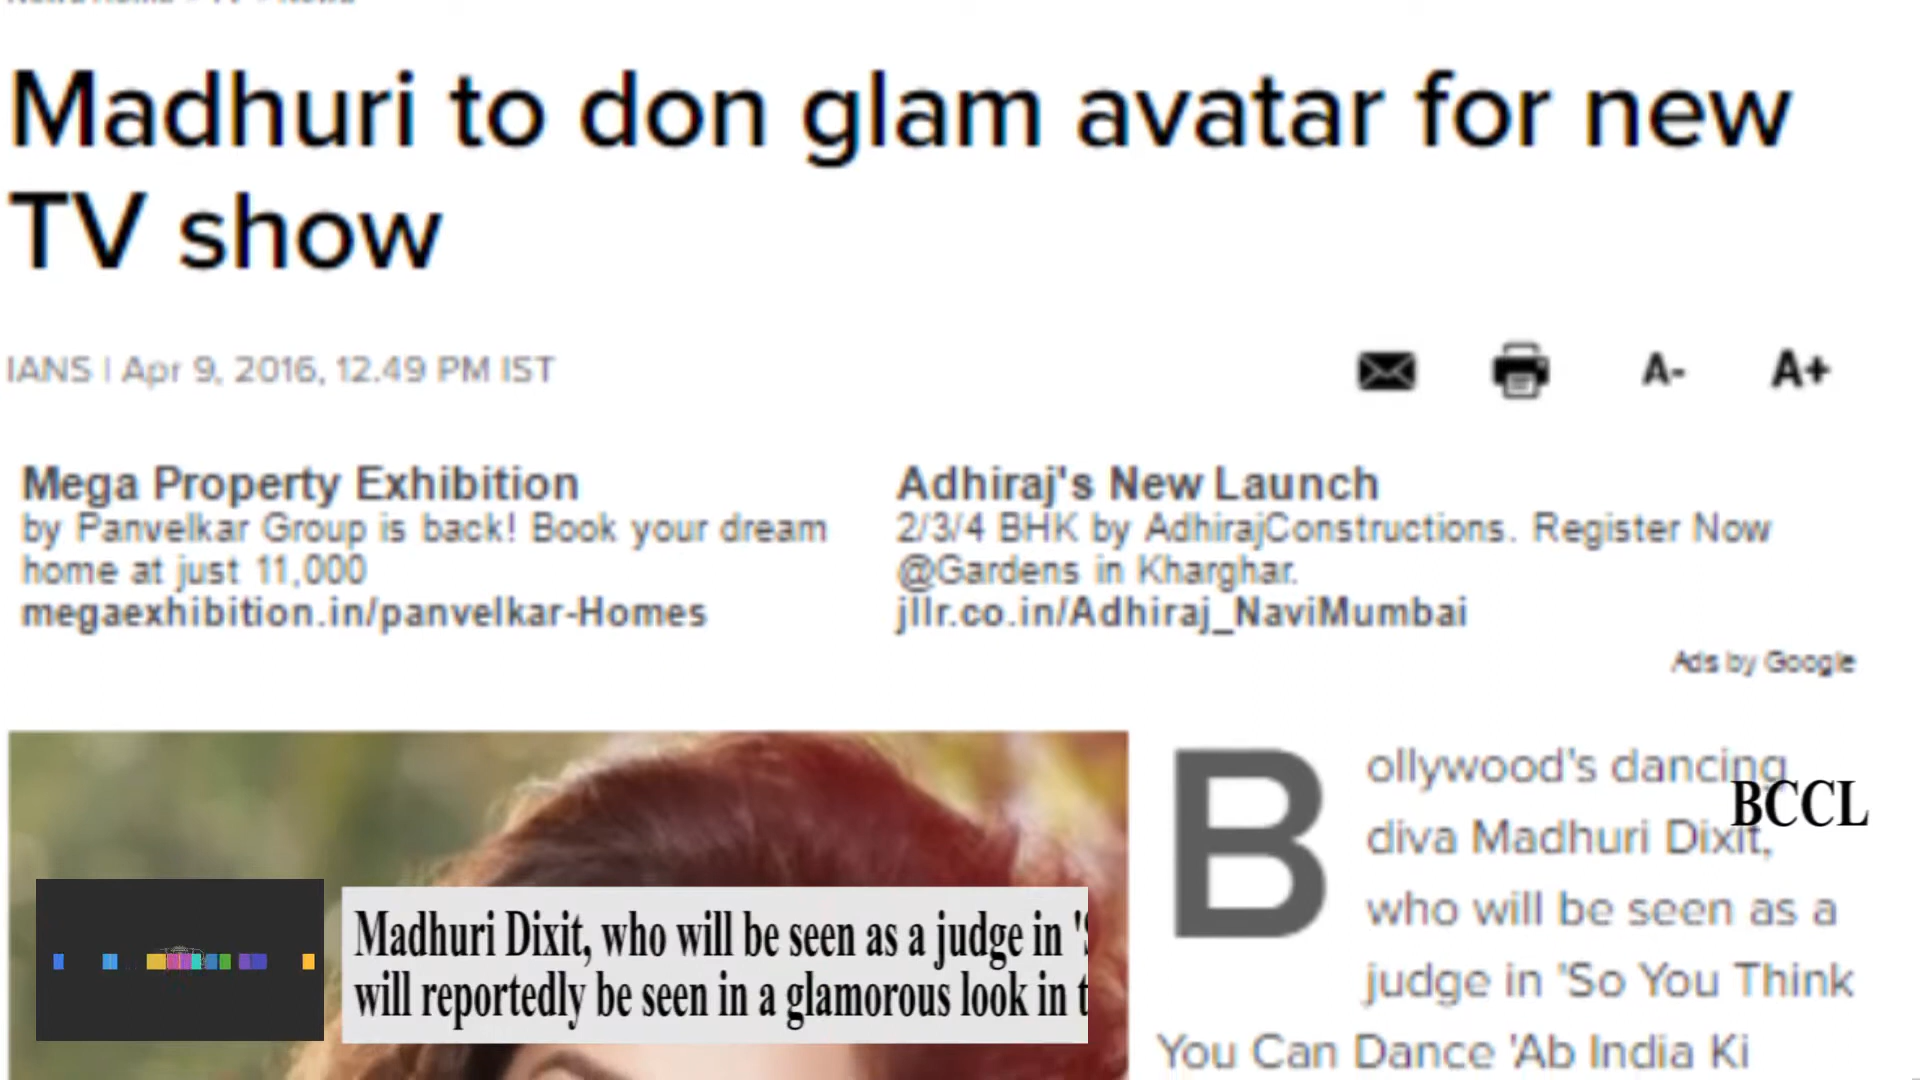 Madhuri to don glam avatar for new
TV show
IANS | Apr 9, 2016, 12.49 PM IST
A- A+
Mega Property Exhibition
by Panvelkar Group is back! Book your dream
home at just 11,000
megaexhibition.in/panvelkar-Homes
Adhiraj's New Launch
2/3/4 BHK by AdhirajConstructions. Register Now
@Gardens in Kharghar.
jllr.co.in/Adhiraj_NaviMumbai
Ads by Google
Bollywood's dancing
diva Madhuri Dixit,
who will be seen as a
judge in 'So You Think
You Can Dance 'Ab India Ki
BCCL
Madhuri Dixit, who will be seen as a judge in '
will reportedly be seen in a glamorous look in t